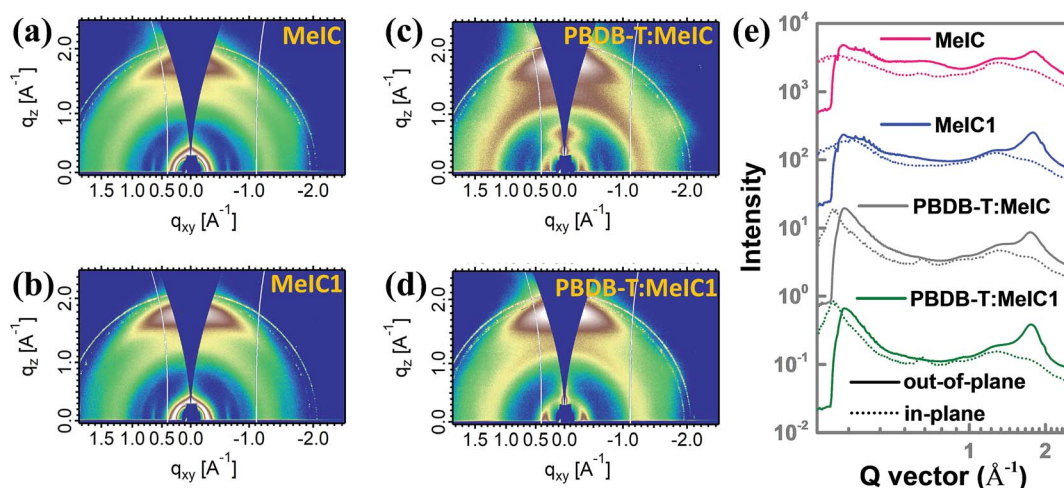 (a)
MeIC
2.0
1.0
0.0
q_z [A^-1]
1.5 1.0 0.5 0.0 -1.0 -2.0
q_xy [A^-1]
(c)
PBDB-T:MeIC
2.0
1.0
0.0
q_z [A^-1]
1.5 1.0 0.5 0.0 -1.0 -2.0
q_xy [A^-1]
(b)
MeIC1
2.0
1.0
0.0
q_z [A^-1]
1.5 1.0 0.5 0.0 -1.0 -2.0
q_xy [A^-1]
(d)
PBDB-T:MeIC1
2.0
1.0
0.0
q_z [A^-1]
1.5 1.0 0.5 0.0 -1.0 -2.0
q_xy [A^-1]
(e)
10^4
10^3
10^2
10^1
10^0
10^-1
10^-2
Intensity
MeIC
MeIC1
PBDB-T:MeIC
PBDB-T:MeIC1
out-of-plane
in-plane
1 2
Q vector (Å^-1)